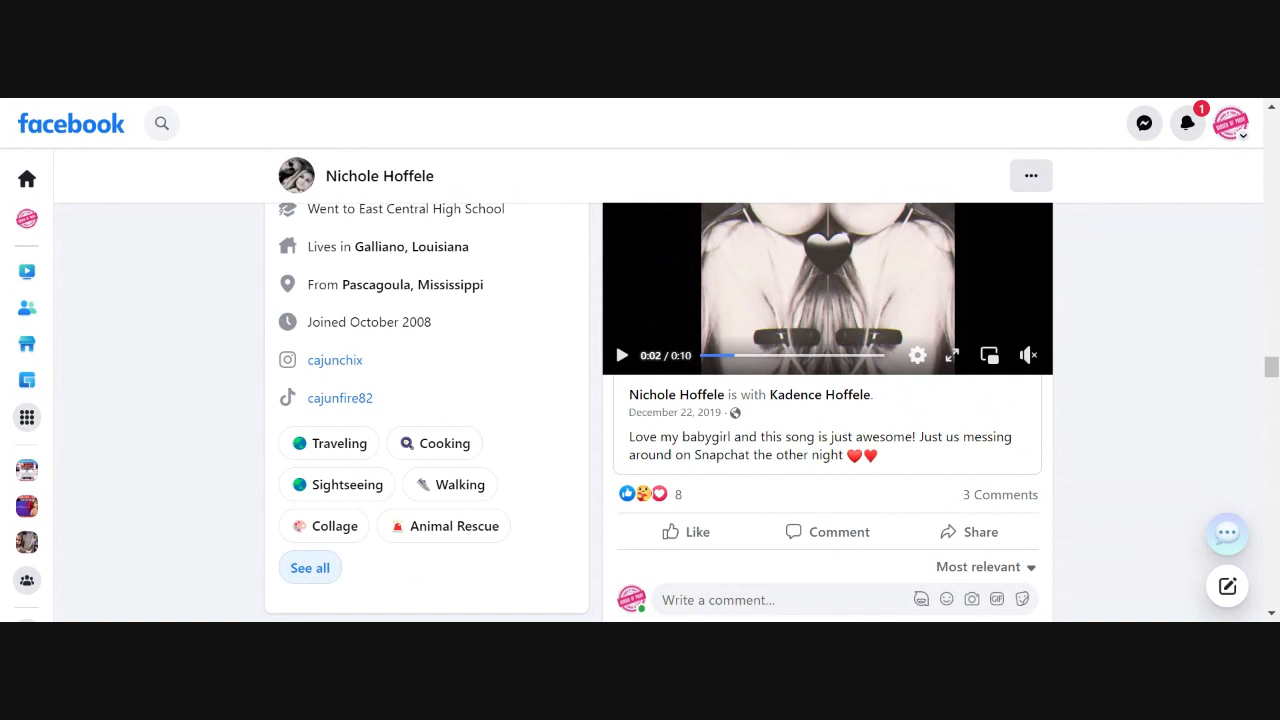 facebook
1
Nichole Hoffele
Went to East Central High School
Lives in Galliano, Louisiana
From Pascagoula, Mississippi
Joined October 2008
cajunchix
cajunfire82
Traveling
Cooking
Sightseeing
Walking
Collage
Animal Rescue
See all
0:02 / 0:10
Nichole Hoffele is with Kadence Hoffele.
December 22, 2019 ·
Love my babygirl and this song is just awesome! Just us messing
around on Snapchat the other night ❤️♥️
8
3 Comments
Like
Comment
Share
Most relevant
Write a comment...
GIF